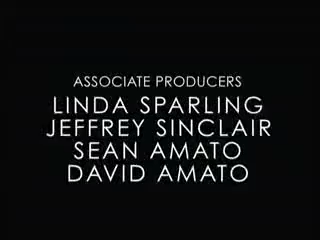 ASSOCIATE PRODUCERS
LINDA SPARLING
JEFFREY SINCLAIR
SEAN AMATO
DAVID AMATO